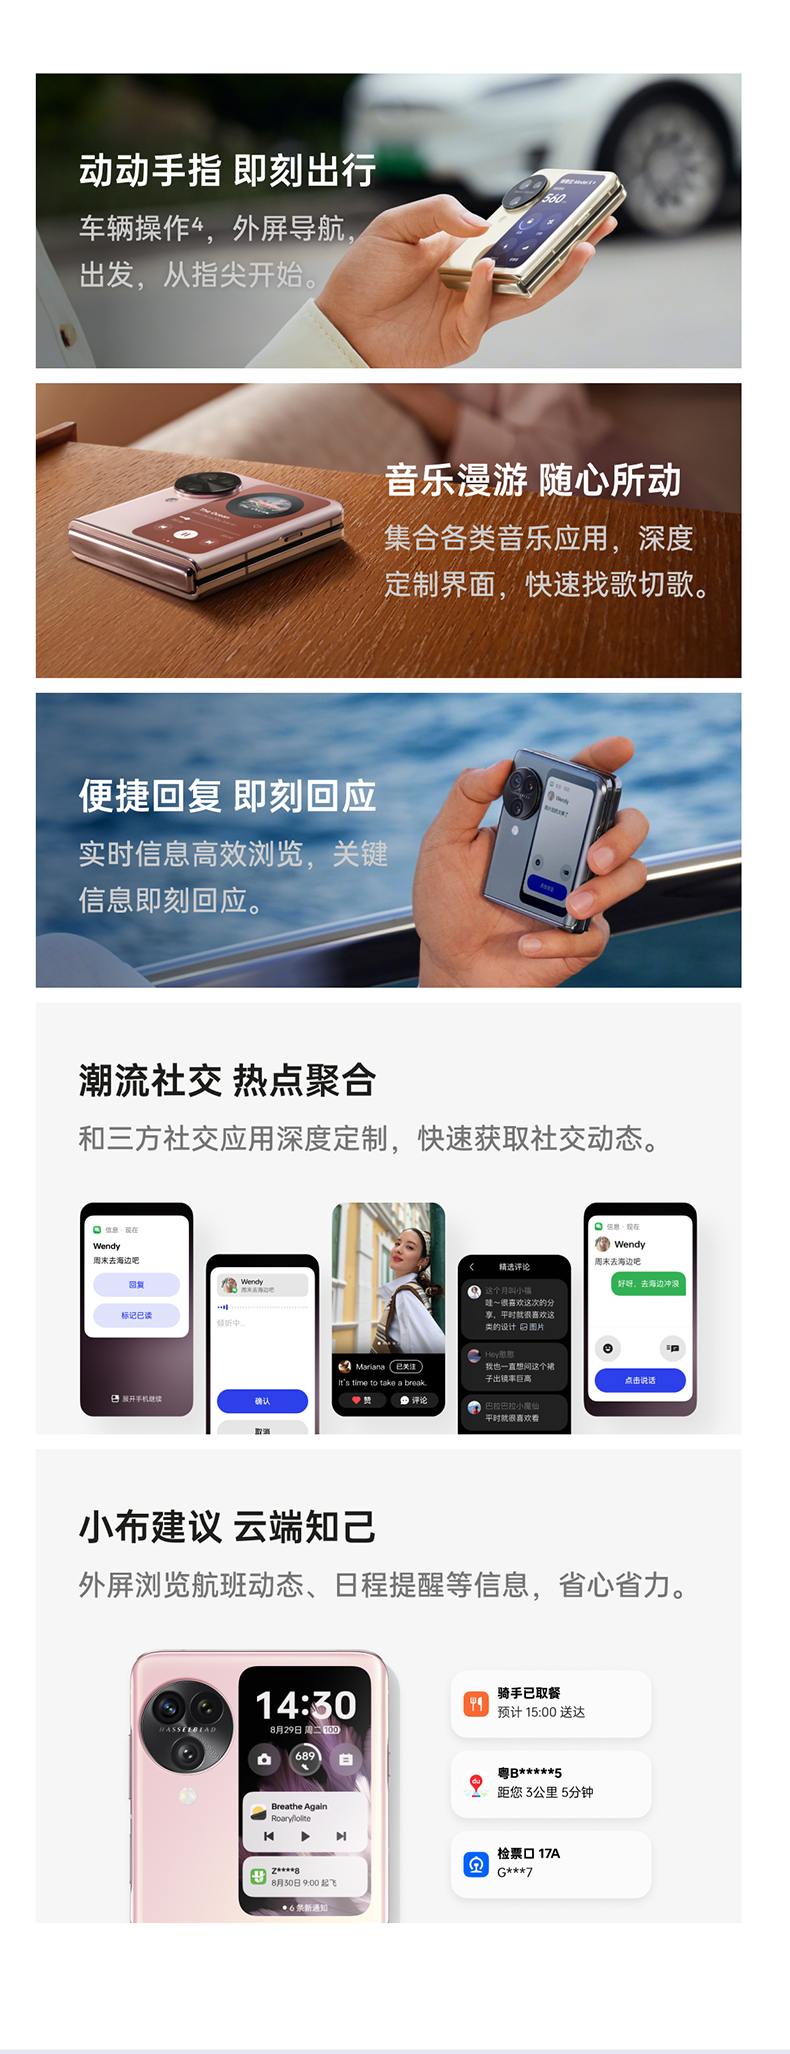 动动手指 即刻出行
车辆操作4，外屏导航，
出发，从指尖开始。
560
音乐漫游 随心所动
集合各类音乐应用，深度
定制界面，快速找歌切歌。
The Ocean
便捷回复 即刻回应
实时信息高效浏览，关键
信息即刻回应。
Wendy
潮流社交 热点聚合
和三方社交应用深度定制，快速获取社交动态。
信息 · 现在
Wendy
周末去海边吧
回复
标记已读
展开手机继续
Wendy
周末去海边吧
倾听中...
确认
取消
Mariana 已关注
It's time to take a break.
赞 评论
精选评论
这个月叫小福
哇~很喜欢这次的分
享，平时就很喜欢这
类的设计 图片
Hey憨憨
我也一直想问这个裙
子出镜率巨高
巴拉巴拉小魔仙
平时就很喜欢看
信息 · 现在
Wendy
周末去海边吧
好呀，去海边冲浪
点击说话
小布建议 云端知己
外屏浏览航班动态、日程提醒等信息，省心省力。
HASSELBLAD
14:30
8月29日 周二 100
689
Breathe Again
Roary/Iolite
Z****8
8月30日 9:00 起飞
6 条新通知
骑手已取餐
预计 15:00 送达
du
粤B*****5
距您 3公里 5分钟
检票口 17A
G***7